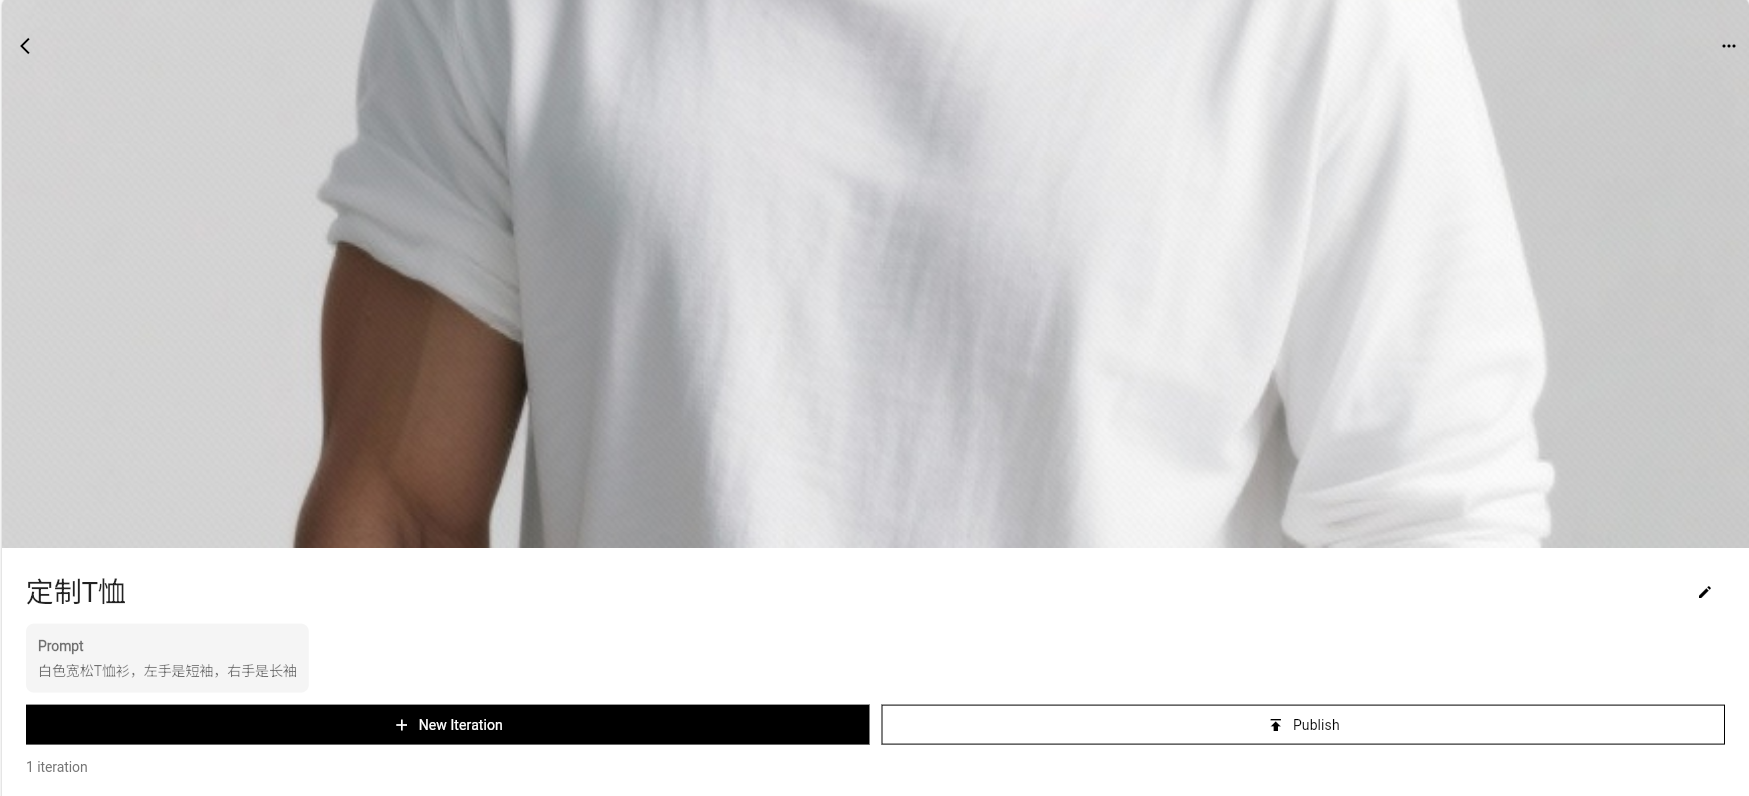 定制T恤
Prompt
白色宽松T恤衫，左手是短袖，右手是长袖
New Iteration
Publish
1 iteration